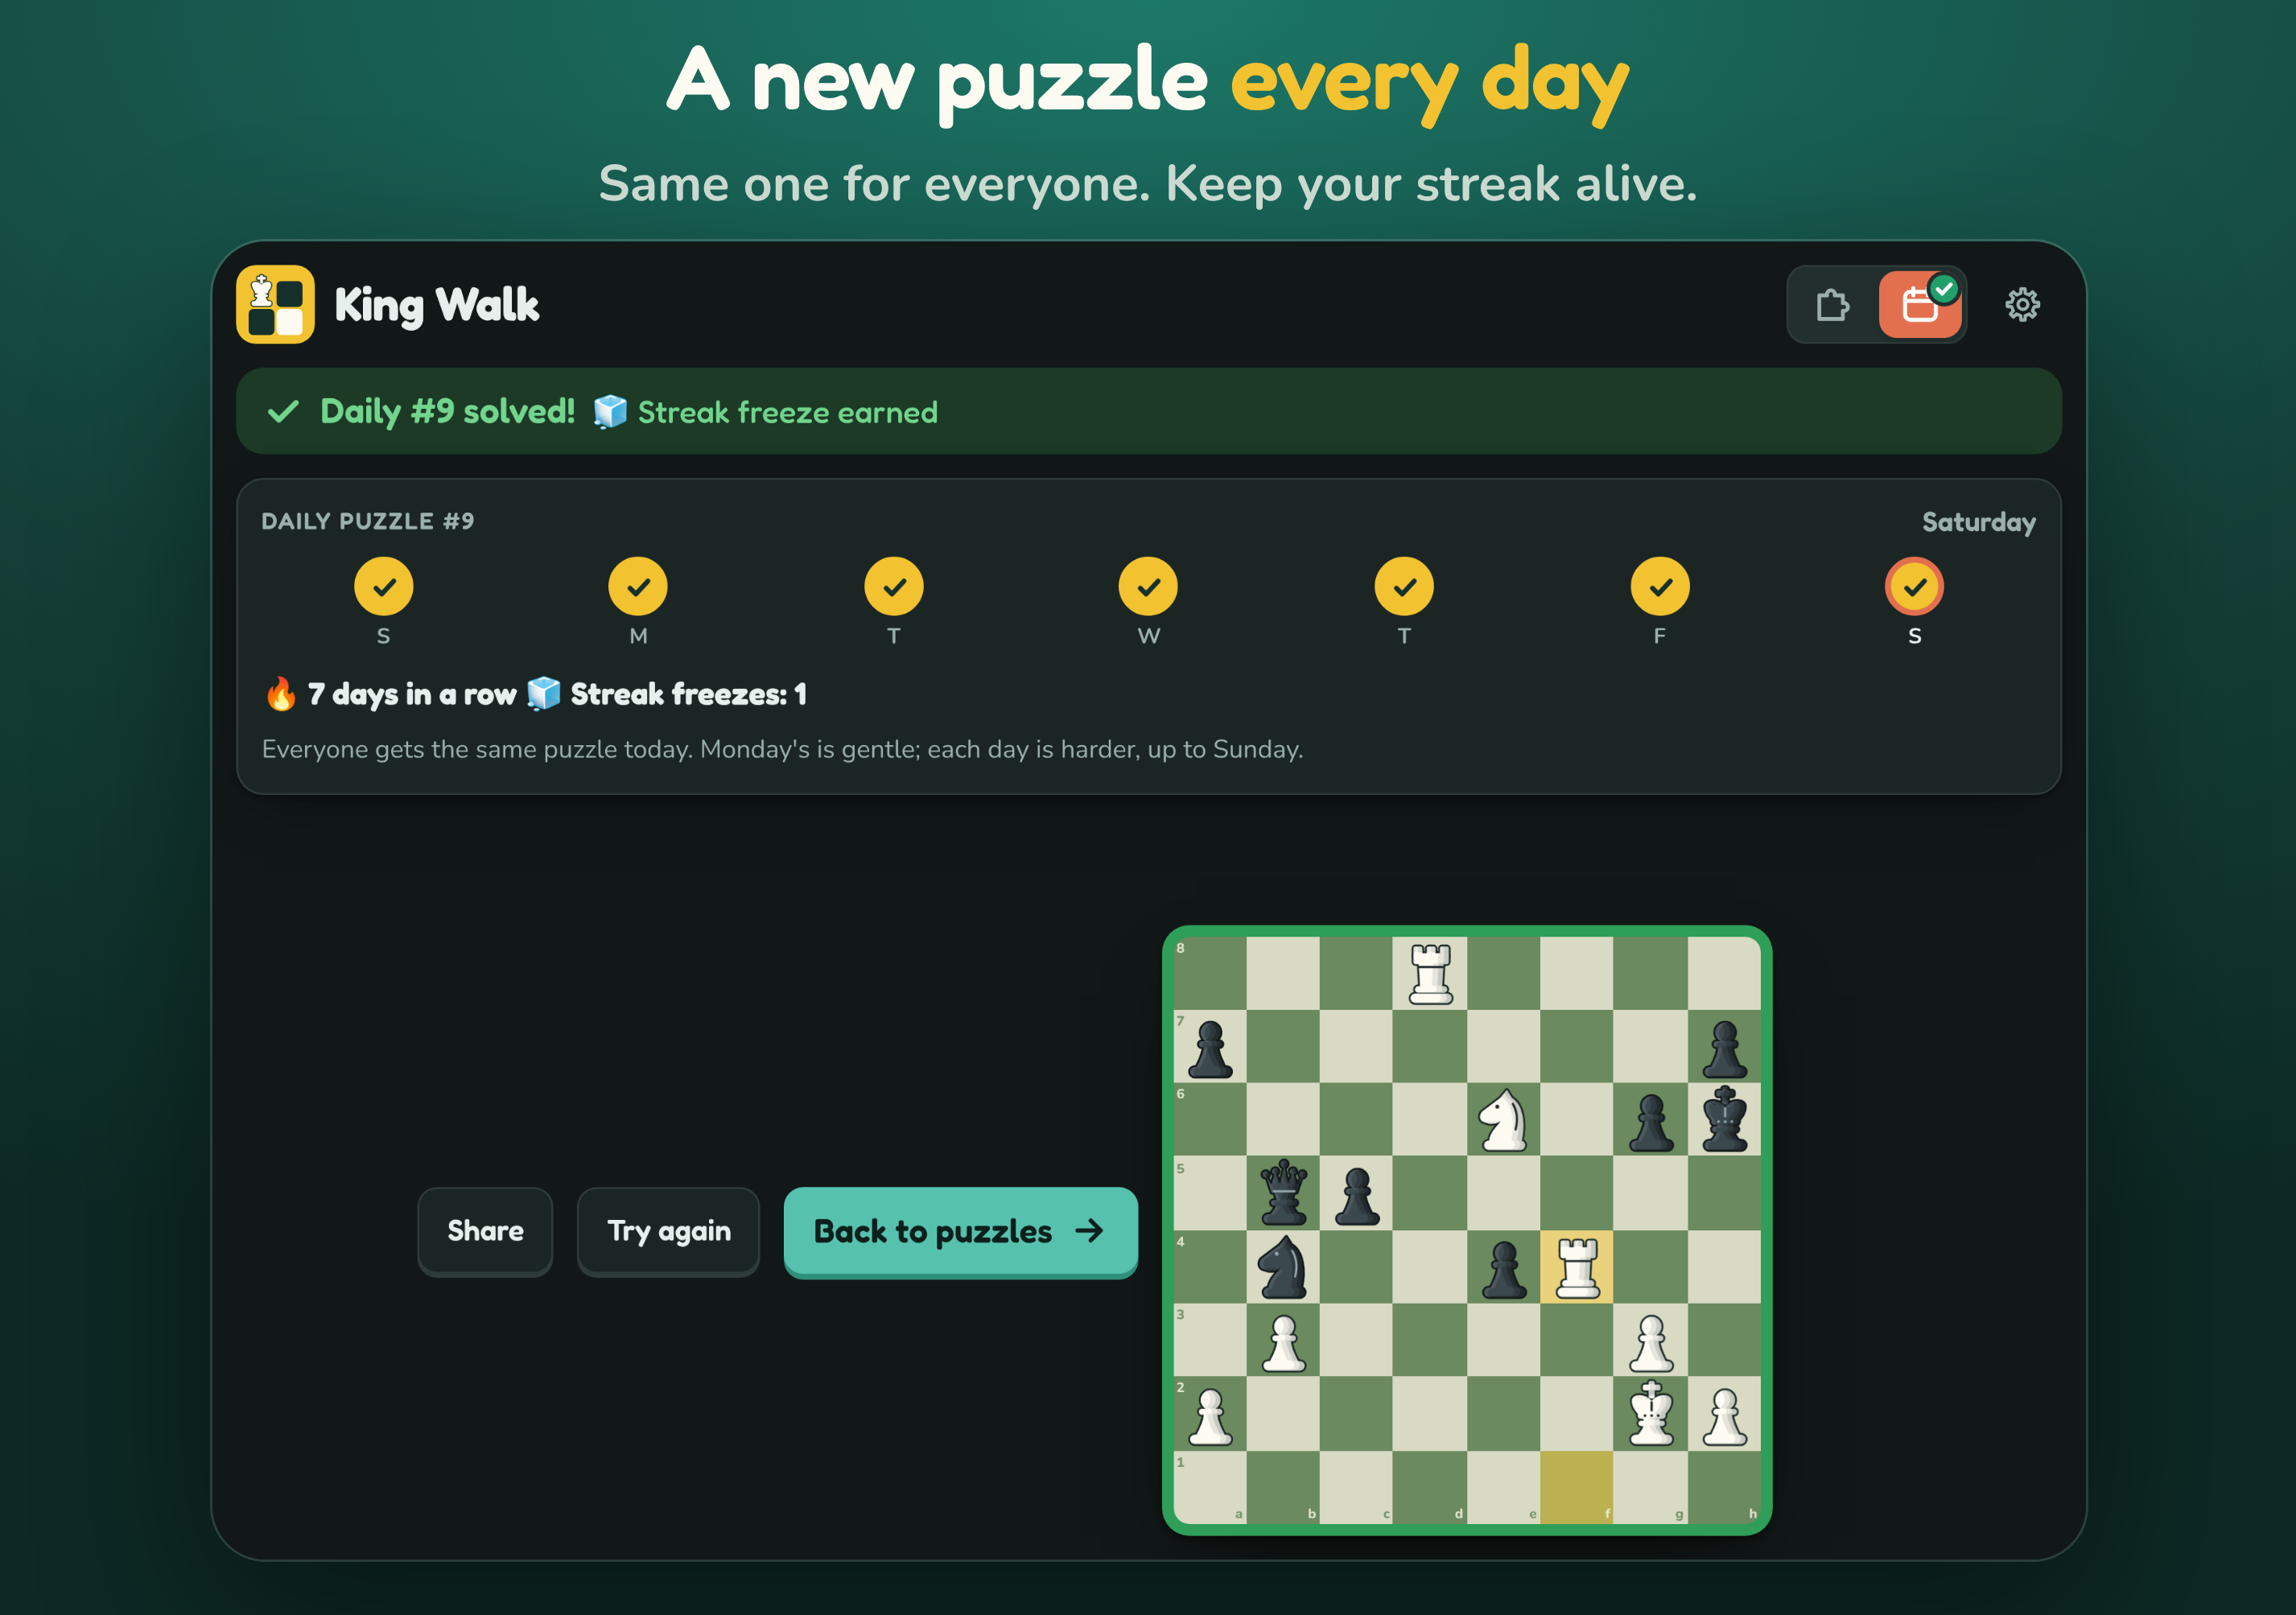 A new puzzle every day
Same one for everyone. Keep your streak alive.
King Walk
Daily #9 solved! Streak freeze earned
DAILY PUZZLE #9
Saturday
S M T W T F S
7 days in a row Streak freezes: 1
Everyone gets the same puzzle today. Monday's is gentle; each day is harder, up to Sunday.
Share
Try again
Back to puzzles
8
7
6
5
4
3
2
1
a b c d e f g h